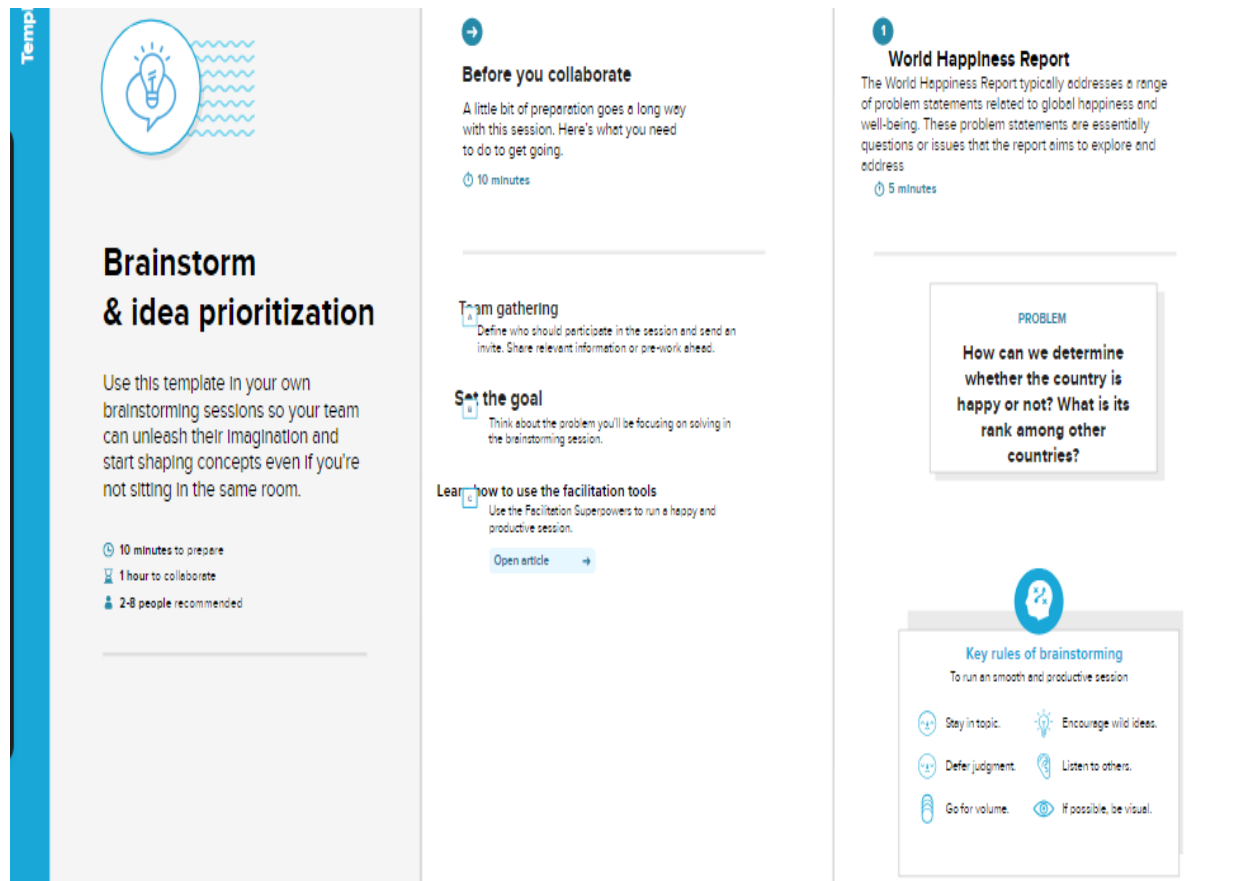 Templ
Brainstorm
& idea prioritization
Use this template in your own
brainstorming sessions so your team
can unleash their imagination and
start shaping concepts even if you're
not sitting in the same room.
10 minutes to prepare
1 hour to collaborate
2-8 people recommended
Before you collaborate
A little bit of preparation goes a long way
with this session. Here's what you need
to do to get going.
10 minutes
Team gathering
A
Define who should participate in the session and send an
invite. Share relevant information or pre-work ahead.
Set the goal
B
Think about the problem you'll be focusing on solving in
the brainstorming session.
Learn how to use the facilitation tools
C
Use the Facilitation Superpowers to run a happy and
productive session.
Open article
1
World Happiness Report
The World Happiness Report typically addresses a range
of problem statements related to global happiness and
well-being. These problem statements are essentially
questions or issues that the report aims to explore and
address
5 minutes
PROBLEM
How can we determine
whether the country is
happy or not? What is its
rank among other
countries?
Key rules of brainstorming
To run an smooth and productive session
Stay in topic.
Encourage wild ideas.
Defer judgment.
Listen to others.
Go for volume.
If possible, be visual.